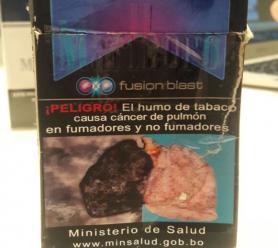 fusion blast
¡PELIGRO! El humo de tabaco
causa cáncer de pulmón
en fumadores y no fumadores
Ministerio de Salud
www.minsalud.gob.bo